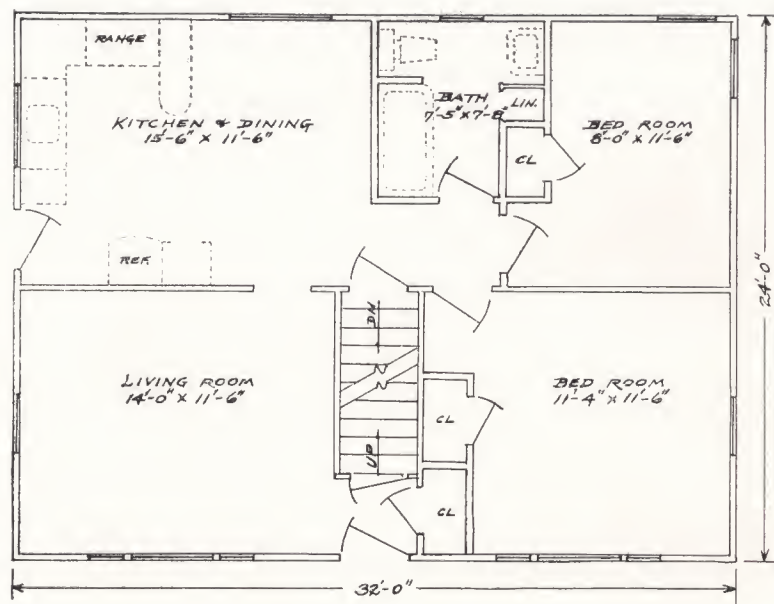 RANGE
KITCHEN & DINING
15'-6" X 11'-6"
BATH
7'-5" X 7'-8"
LIN.
CL
BED ROOM
8'-0" X 11'-6"
REF.
24'-0"
DN
LIVING ROOM
14'-0" X 11'-6"
BED ROOM
11'-4" X 11'-6"
CL
UP
CL
32'-0"